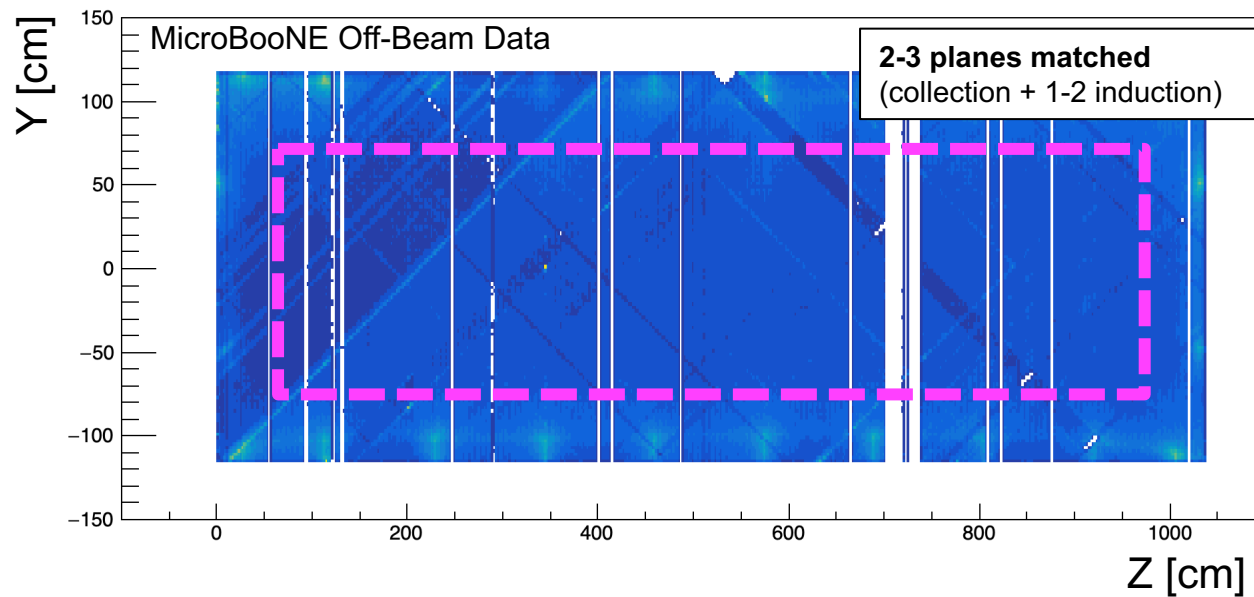 150
MicroBooNE Off-Beam Data
2-3 planes matched
(collection + 1-2 induction)
Y [cm]
100
50
0
−50
−100
−150
0
200
400
600
800
1000
Z [cm]